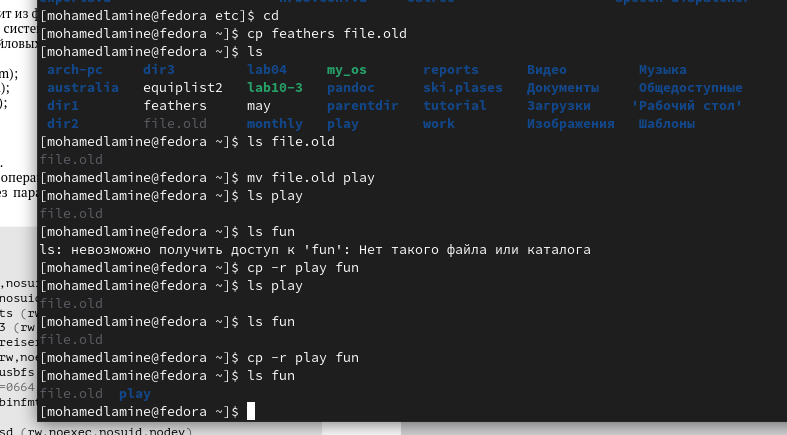 [mohamedlamine@fedora etc]$ cd
[mohamedlamine@fedora ~]$ cp feathers file.old
[mohamedlamine@fedora ~]$ ls
arch-pc dir3 lab04 my_os reports Видео Музыка
australia equiplist2 lab10-3 pandoc ski.plases Документы Общедоступные
dir1 feathers may parentdir tutorial Загрузки 'Рабочий стол'
dir2 file.old monthly play work Изображения Шаблоны
[mohamedlamine@fedora ~]$ ls file.old
file.old
[mohamedlamine@fedora ~]$ mv file.old play
[mohamedlamine@fedora ~]$ ls play
file.old
[mohamedlamine@fedora ~]$ ls fun
ls: невозможно получить доступ к 'fun': Нет такого файла или каталога
[mohamedlamine@fedora ~]$ cp -r play fun
[mohamedlamine@fedora ~]$ ls play
file.old
[mohamedlamine@fedora ~]$ ls fun
file.old
[mohamedlamine@fedora ~]$ cp -r play fun
[mohamedlamine@fedora ~]$ ls fun
file.old play
[mohamedlamine@fedora ~]$
ит из ф
систем
йловых
m);
);
);
опера
ез пара
,nosui
nosuid
ts (rw
3 (rw
reiser
rw,noe
usbfs
=0664
binfmt
sd (rw,noexec,nosuid,nodev)